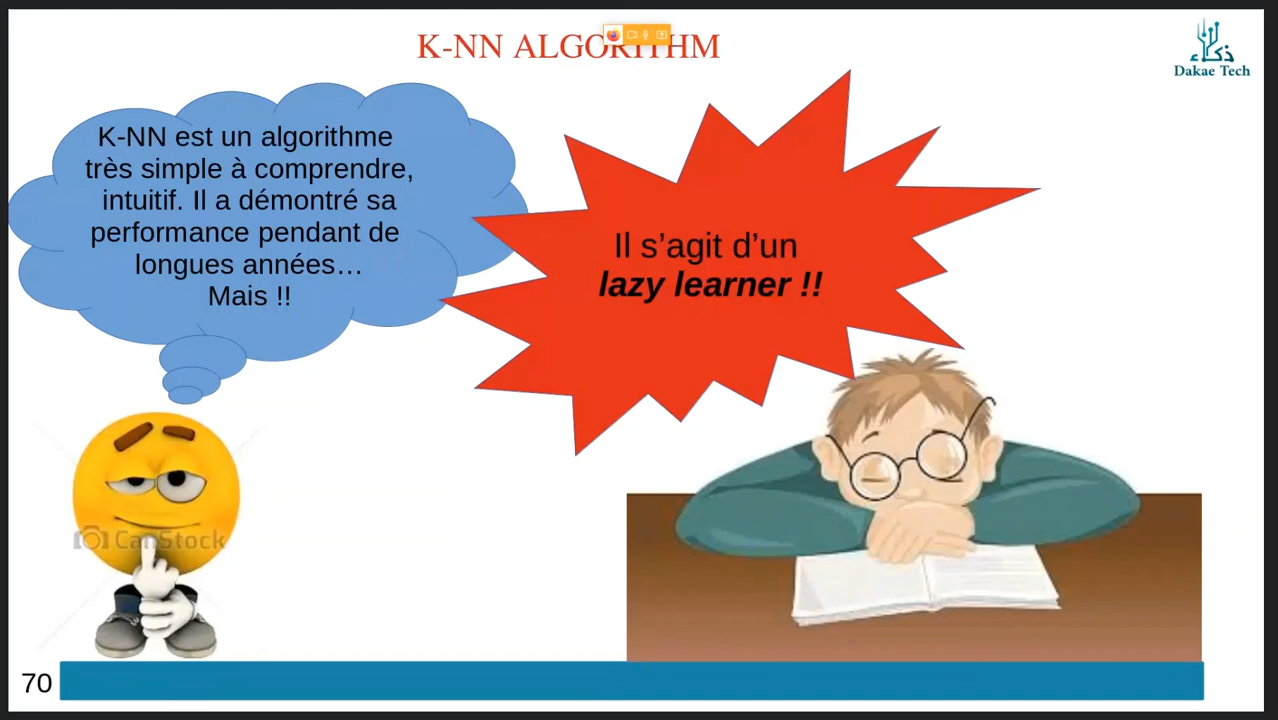 K-NN ALGORITHM
ذكاء
Dakae Tech
K-NN est un algorithme
très simple à comprendre,
intuitif. Il a démontré sa
performance pendant de
longues années…
Mais !!
Il s’agit d’un
lazy learner !!
CanStock
70